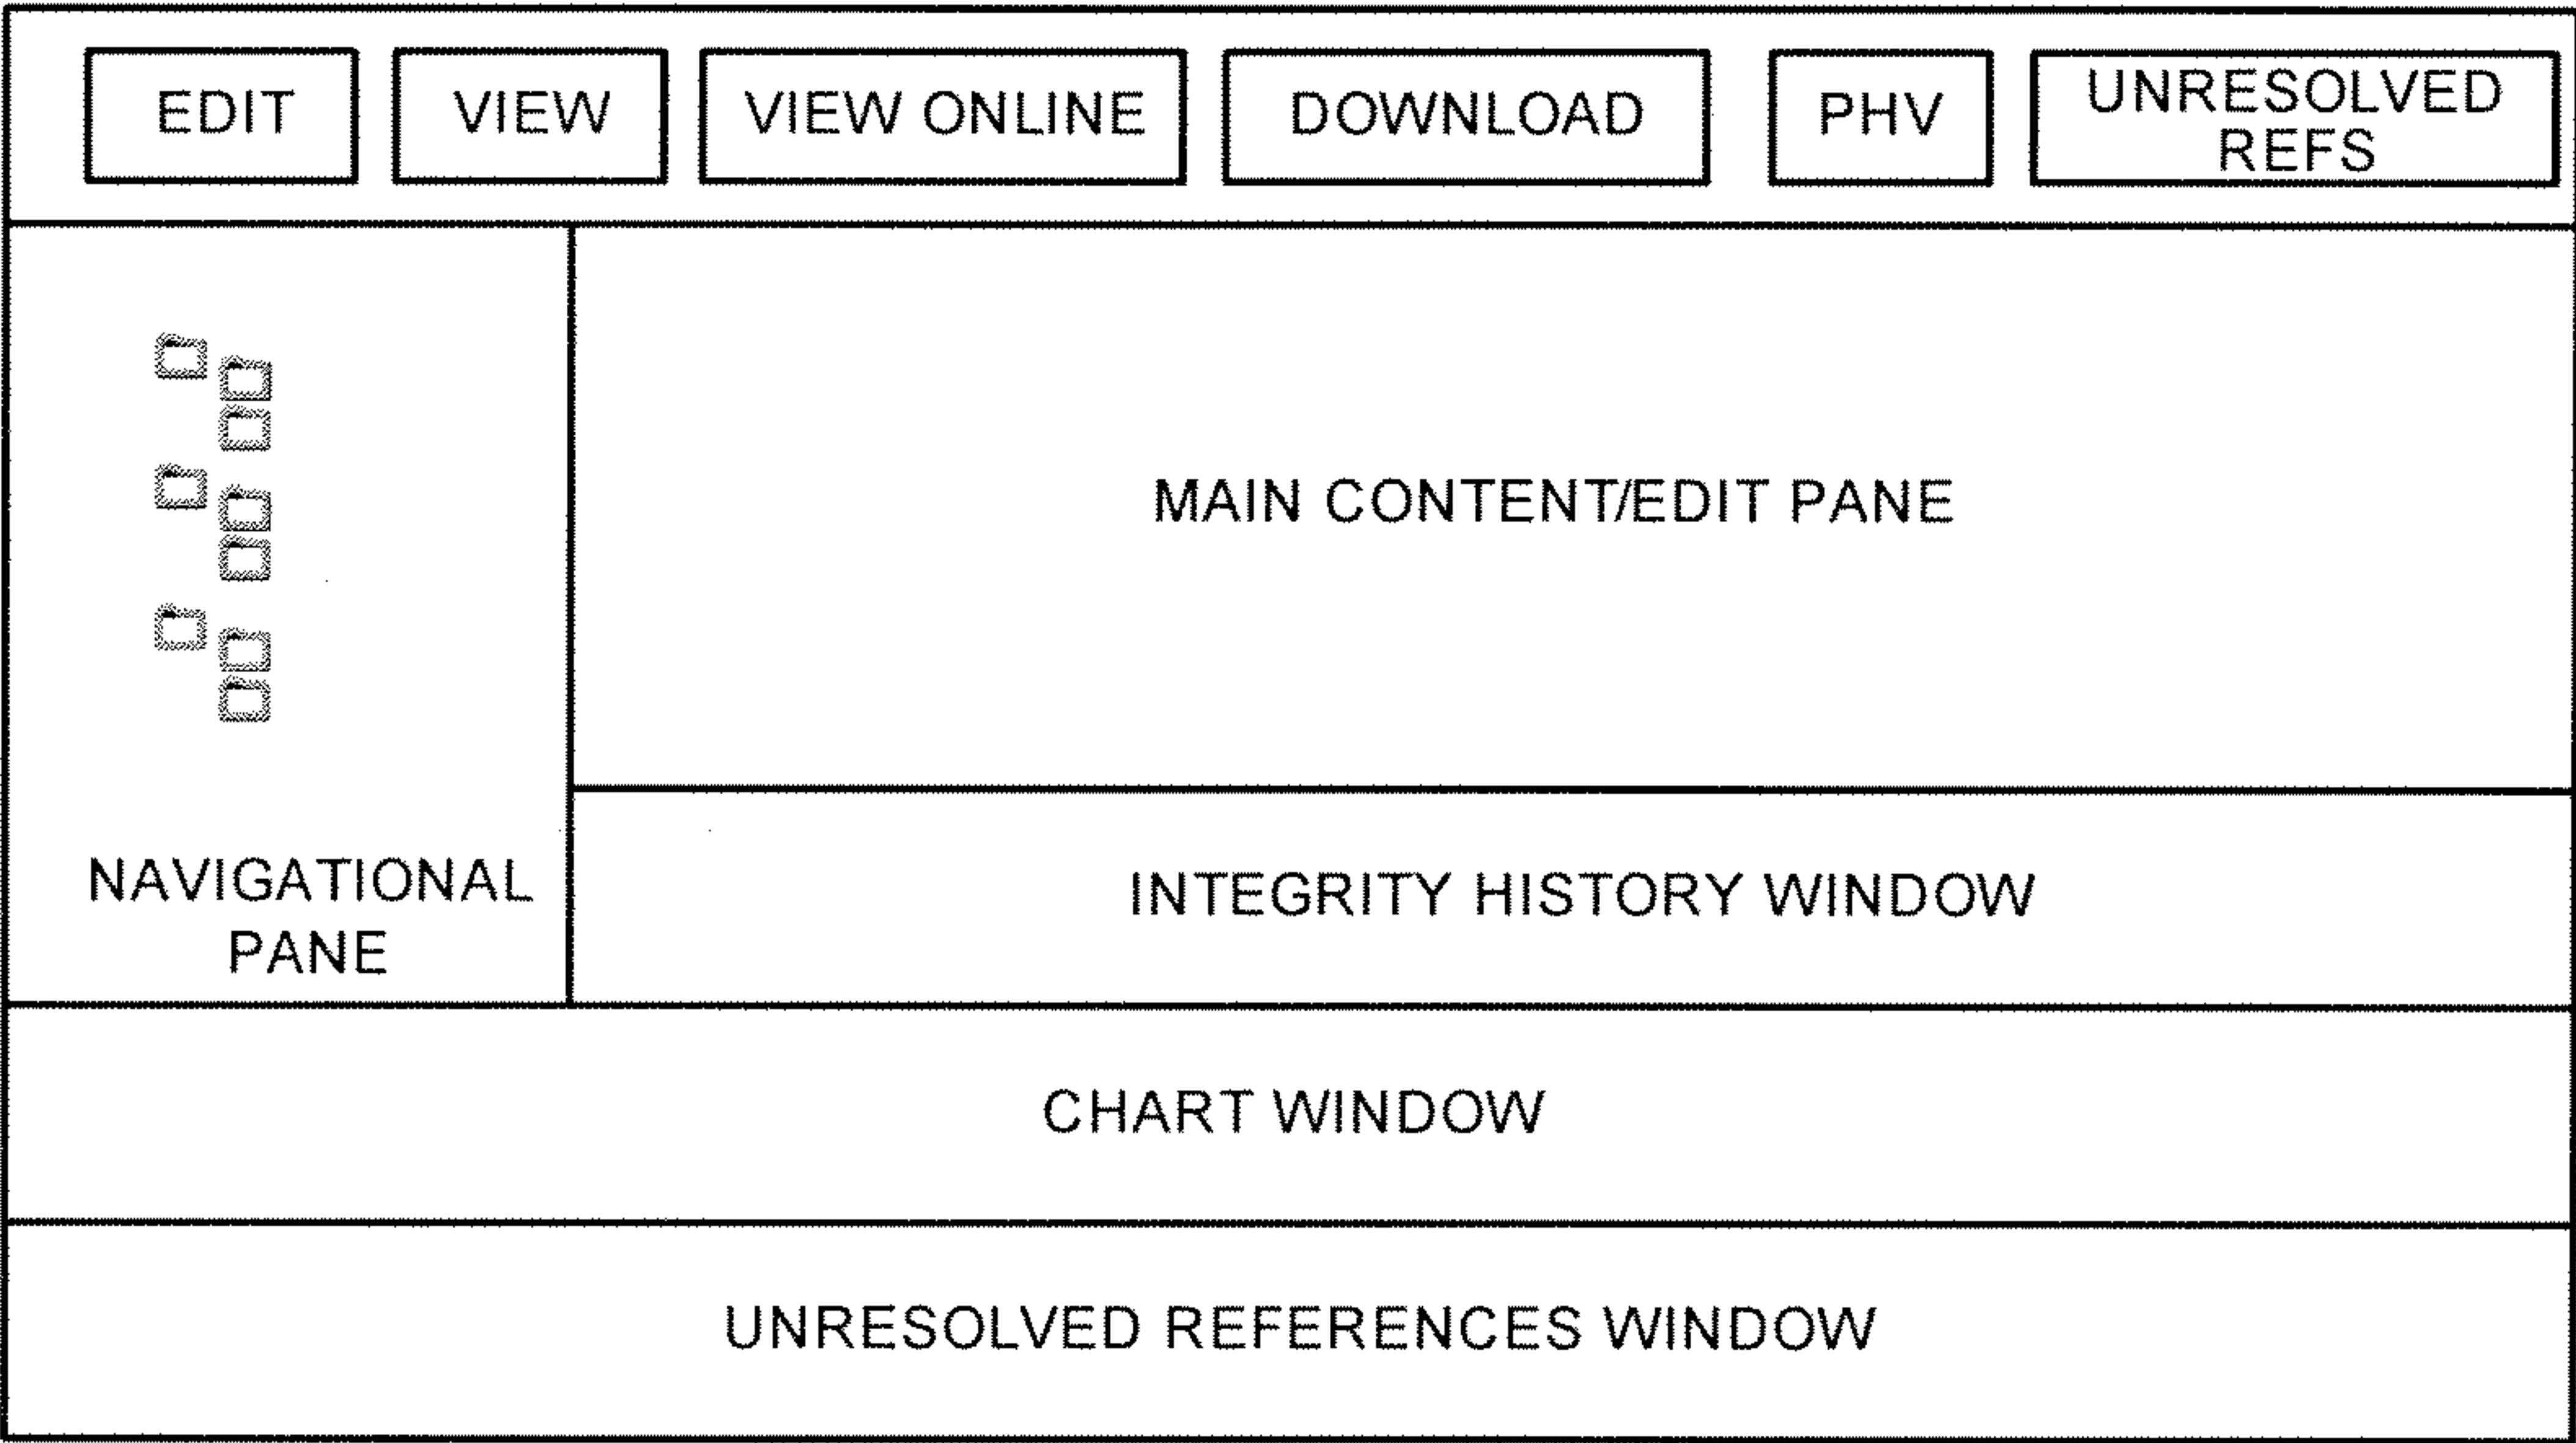 EDIT
VIEW
VIEW ONLINE
DOWNLOAD
PHV
UNRESOLVED
REFS
MAIN CONTENT/EDIT PANE
NAVIGATIONAL
PANE
INTEGRITY HISTORY WINDOW
CHART WINDOW
UNRESOLVED REFERENCES WINDOW